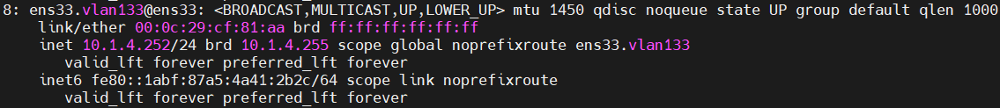 8: ens33.vlan133@ens33: <BROADCAST,MULTICAST,UP,LOWER_UP> mtu 1450 qdisc noqueue state UP group default qlen 1000
link/ether 00:0c:29:cf:81:aa brd ff:ff:ff:ff:ff:ff
inet 10.1.4.252/24 brd 10.1.4.255 scope global noprefixroute ens33.vlan133
valid_lft forever preferred_lft forever
inet6 fe80::1abf:87a5:4a41:2b2c/64 scope link noprefixroute
valid_lft forever preferred_lft forever